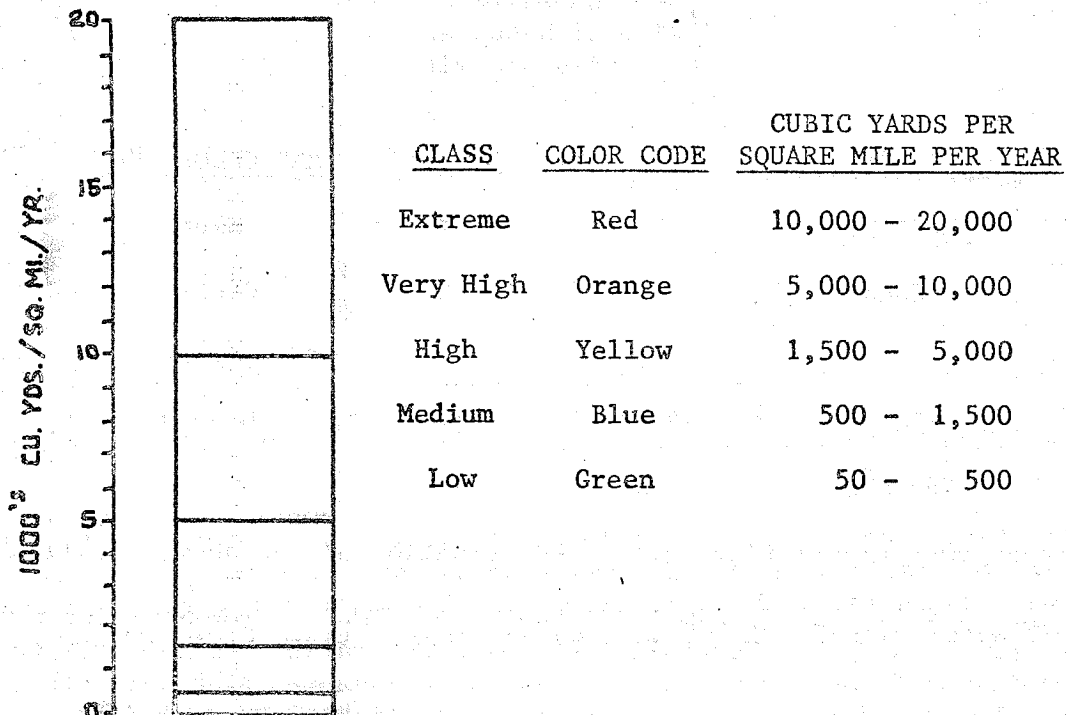 20
15
10
5
0
1000'S CU. YDS./SQ. MI./YR.
CUBIC YARDS PER
CLASS COLOR CODE SQUARE MILE PER YEAR
Extreme Red 10,000 - 20,000
Very High Orange 5,000 - 10,000
High Yellow 1,500 - 5,000
Medium Blue 500 - 1,500
Low Green 50 - 500